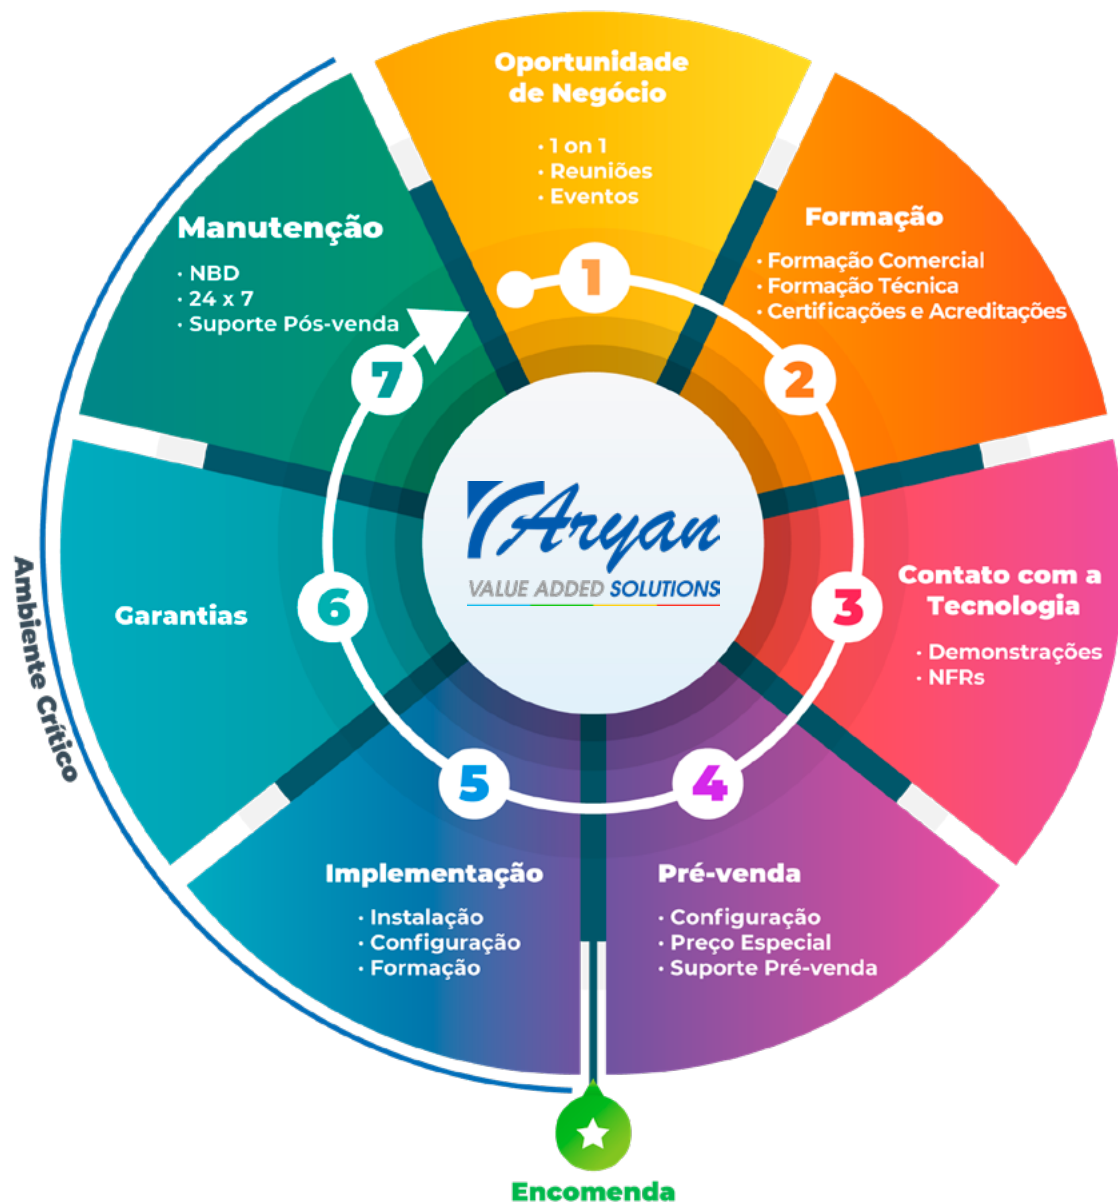 Oportunidade
de Negócio
· 1 on 1
· Reuniões
· Eventos
1
Formação
· Formação Comercial
· Formação Técnica
· Certificações e Acreditações
2
Contato com a
Tecnologia
· Demonstrações
· NFRs
3
Pré-venda
· Configuração
· Preço Especial
· Suporte Pré-venda
4
Implementação
· Instalação
· Configuração
· Formação
5
Garantias
6
Manutenção
· NBD
· 24 x 7
· Suporte Pós-venda
7
Aryan
VALUE ADDED SOLUTIONS
Ambiente Crítico
Encomenda